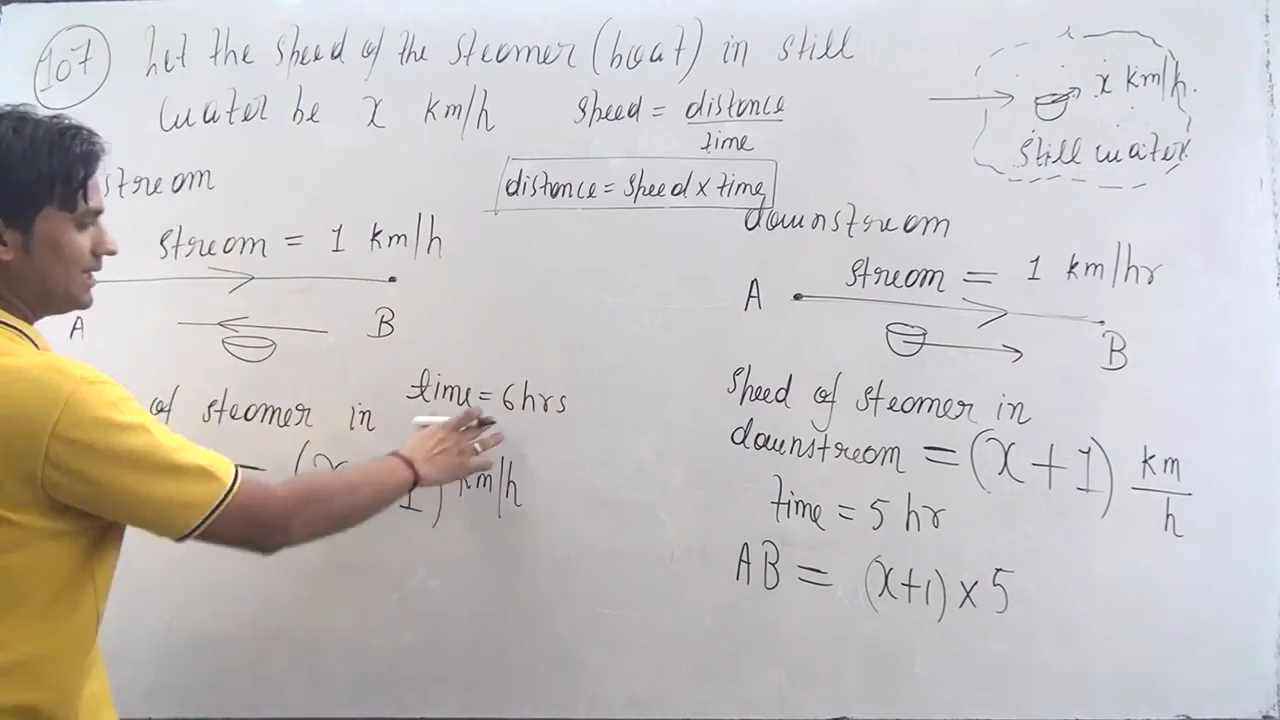 107
Let the speed of the steamer (boat) in still
water be x km/h
speed = distance / time
distance = speed x time
x km/h.
still water
stream
stream = 1 km/h
A
B
of steamer in
time = 6 hrs
1) km/h
downstream
stream = 1 km/hr
A
B
speed of steamer in
downstream = (x+1) km/h
time = 5 hr
AB = (x+1) x 5